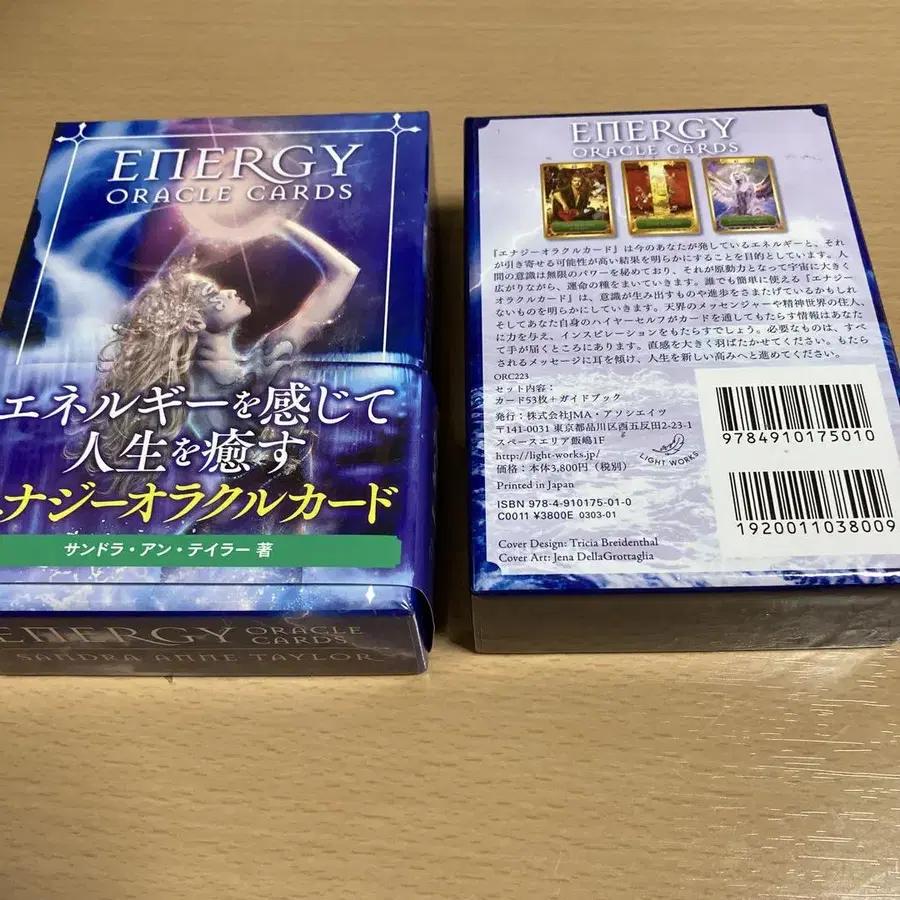 ENERGY
ORACLE CARDS
エネルギーを感じて
人生を癒す
エナジーオラクルカード
サンドラ・アン・テイラー 著
ENERGY ORACLE CARDS
SANDRA ANNE TAYLOR
ENERGY
ORACLE CARDS
『エナジーオラクルカード』は今のあなたが発しているエネルギーと、それ
が引き寄せる可能性が高い結果を明らかにすることを目的としています。人
間の意識は無限のパワーを秘めており、それが原動力となって宇宙に大きく
広がりながら、運命の種をまいていきます。誰でも簡単に使える『エナジー
オラクルカード』は、意識が生み出すものや進歩をさまたげているかもしれ
ないものを明らかにしていきます。天界のメッセンジャーや精神世界の住人、
そしてあなた自身のハイヤーセルフがカードを通してもたらす情報はあなた
に力を与え、インスピレーションをもたらすでしょう。必要なものは、すべ
て手が届くところにあります。直感を大きく羽ばたかせてください。もたら
されるメッセージに耳を傾け、人生を新しい高みへと進めてください。
ORC223
セット内容：
カード53枚＋ガイドブック
発行：株式会社JMA・アソシエイツ
〒141-0031 東京都品川区西五反田2-23-1
スペースエリア飯嶋1F
http://light-works.jp/
価格：本体3,800円（税別）
Printed in Japan
LIGHT WORKS
ISBN 978-4-910175-01-0
C0011 ¥3800E 0303-01
Cover Design: Tricia Breidenthal
Cover Art: Jena DellaGrottaglia
9784910175010
1920011038009